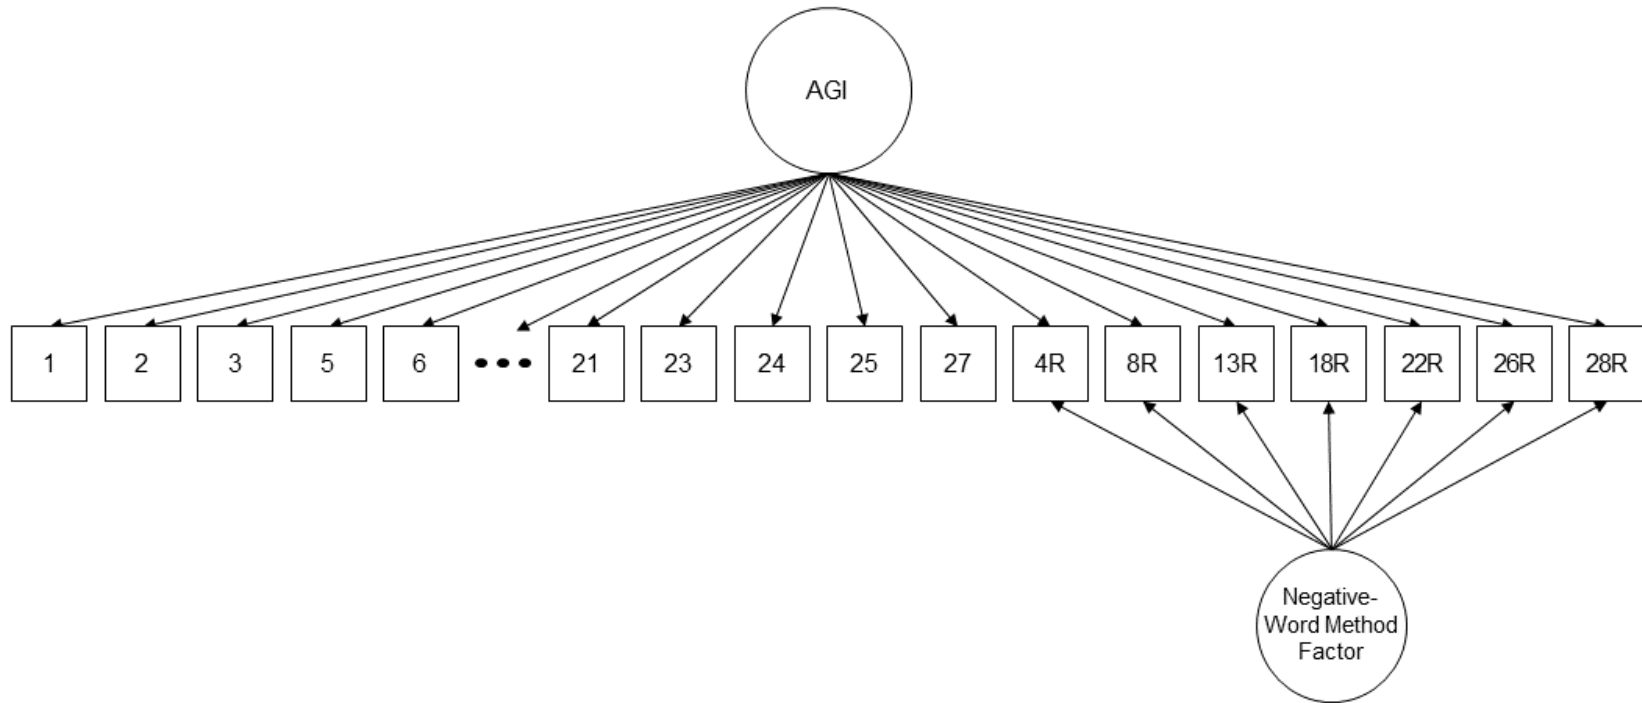 AGI
1 2 3 5 6 ••• 21 23 24 25 27 4R 8R 13R 18R 22R 26R 28R
Negative-
Word Method
Factor